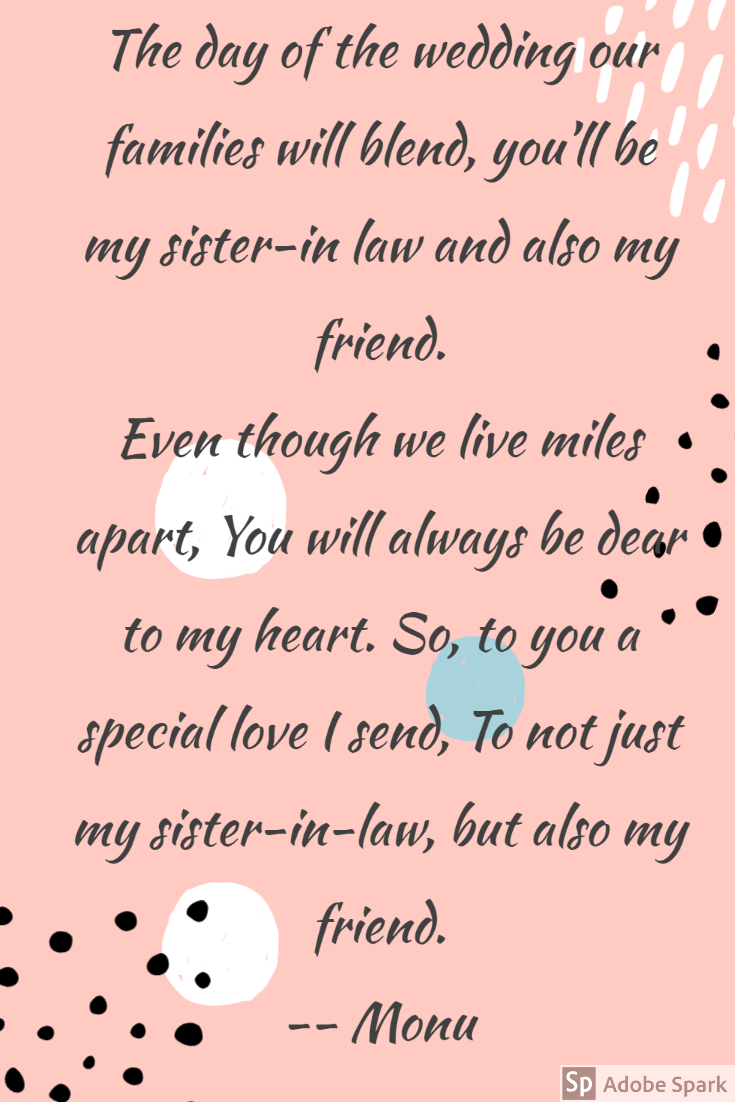 The day of the wedding our
families will blend, you'll be
my sister-in law and also my
friend.
Even though we live miles
apart, You will always be dear
to my heart. So, to you a
special love I send, To not just
my sister-in-law, but also my
friend.
-- Monu
Sp Adobe Spark